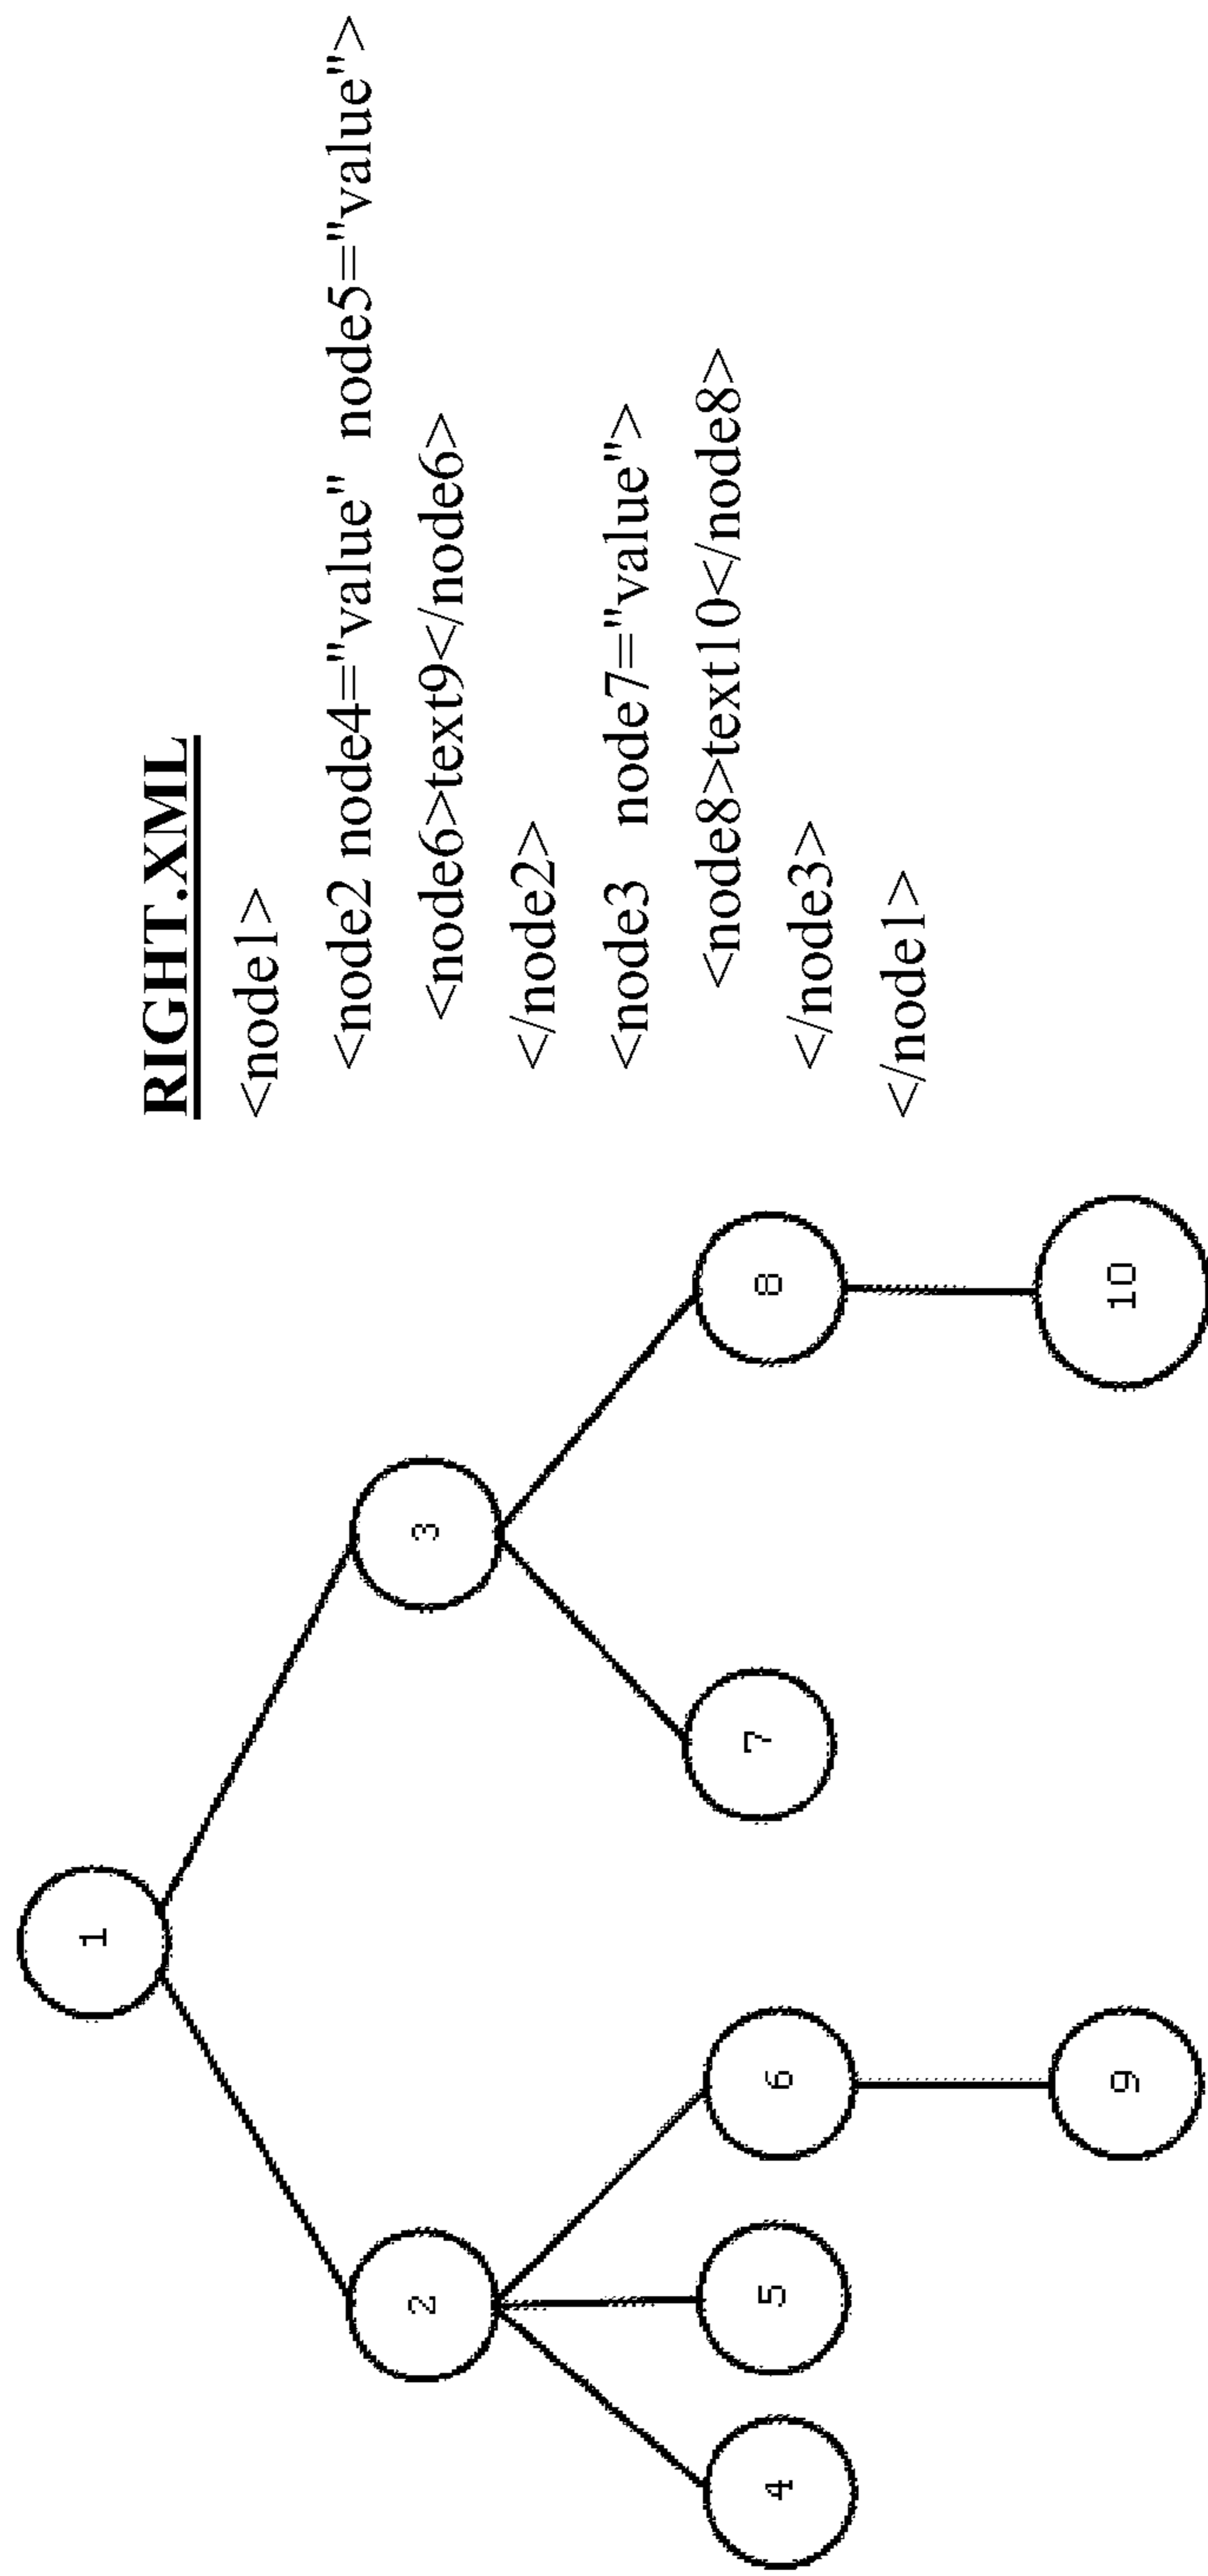 1
2
3
4
5
6
7
8
9
10
RIGHT.XML
<node1>
<node2 node4="value" node5="value">
<node6>text9</node6>
</node2>
<node3 node7="value">
<node8>text10</node8>
</node3>
</node1>